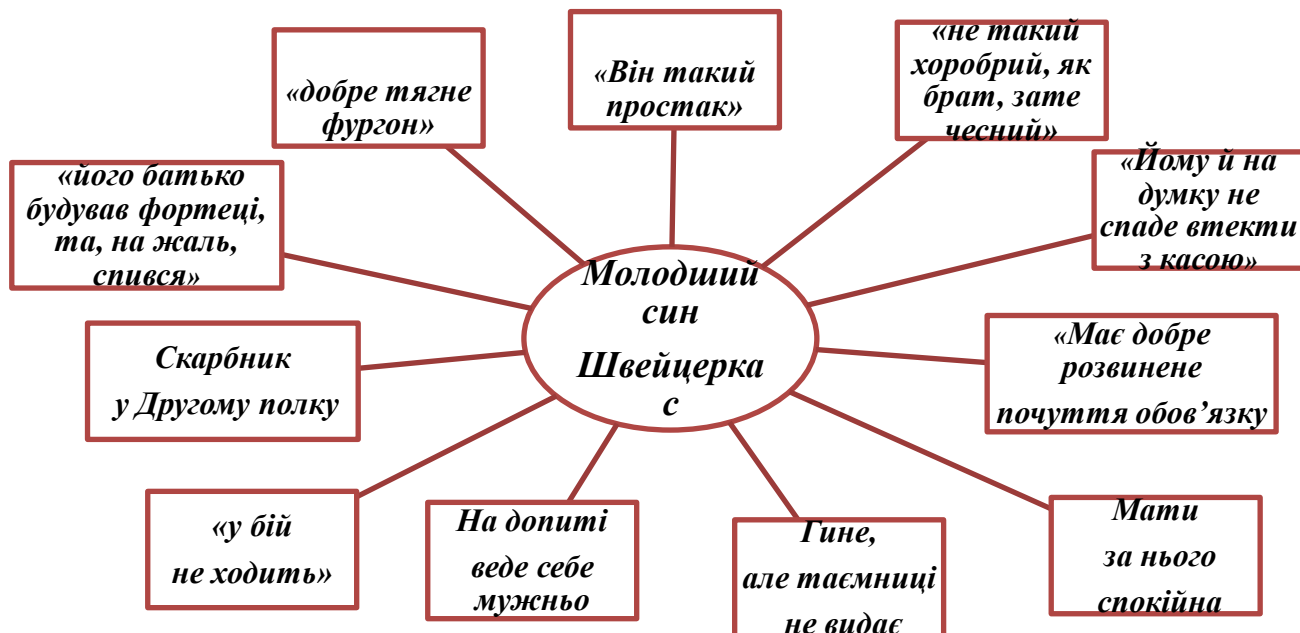 «добре тягне
фургон»
«Він такий
простак»
«не такий
хоробрий, як
брат, зате
чесний»
«його батько
будував фортеці,
та, на жаль,
спився»
«Йому й на
думку не
спаде втекти
з касою»
Молодший
син
Швейцерка
с
Скарбник
у Другому полку
«Має добре
розвинене
почуття обов’язку
«у бій
не ходить»
На допиті
веде себе
мужньо
Гине,
але таємниці
не видає
Мати
за нього
спокійна